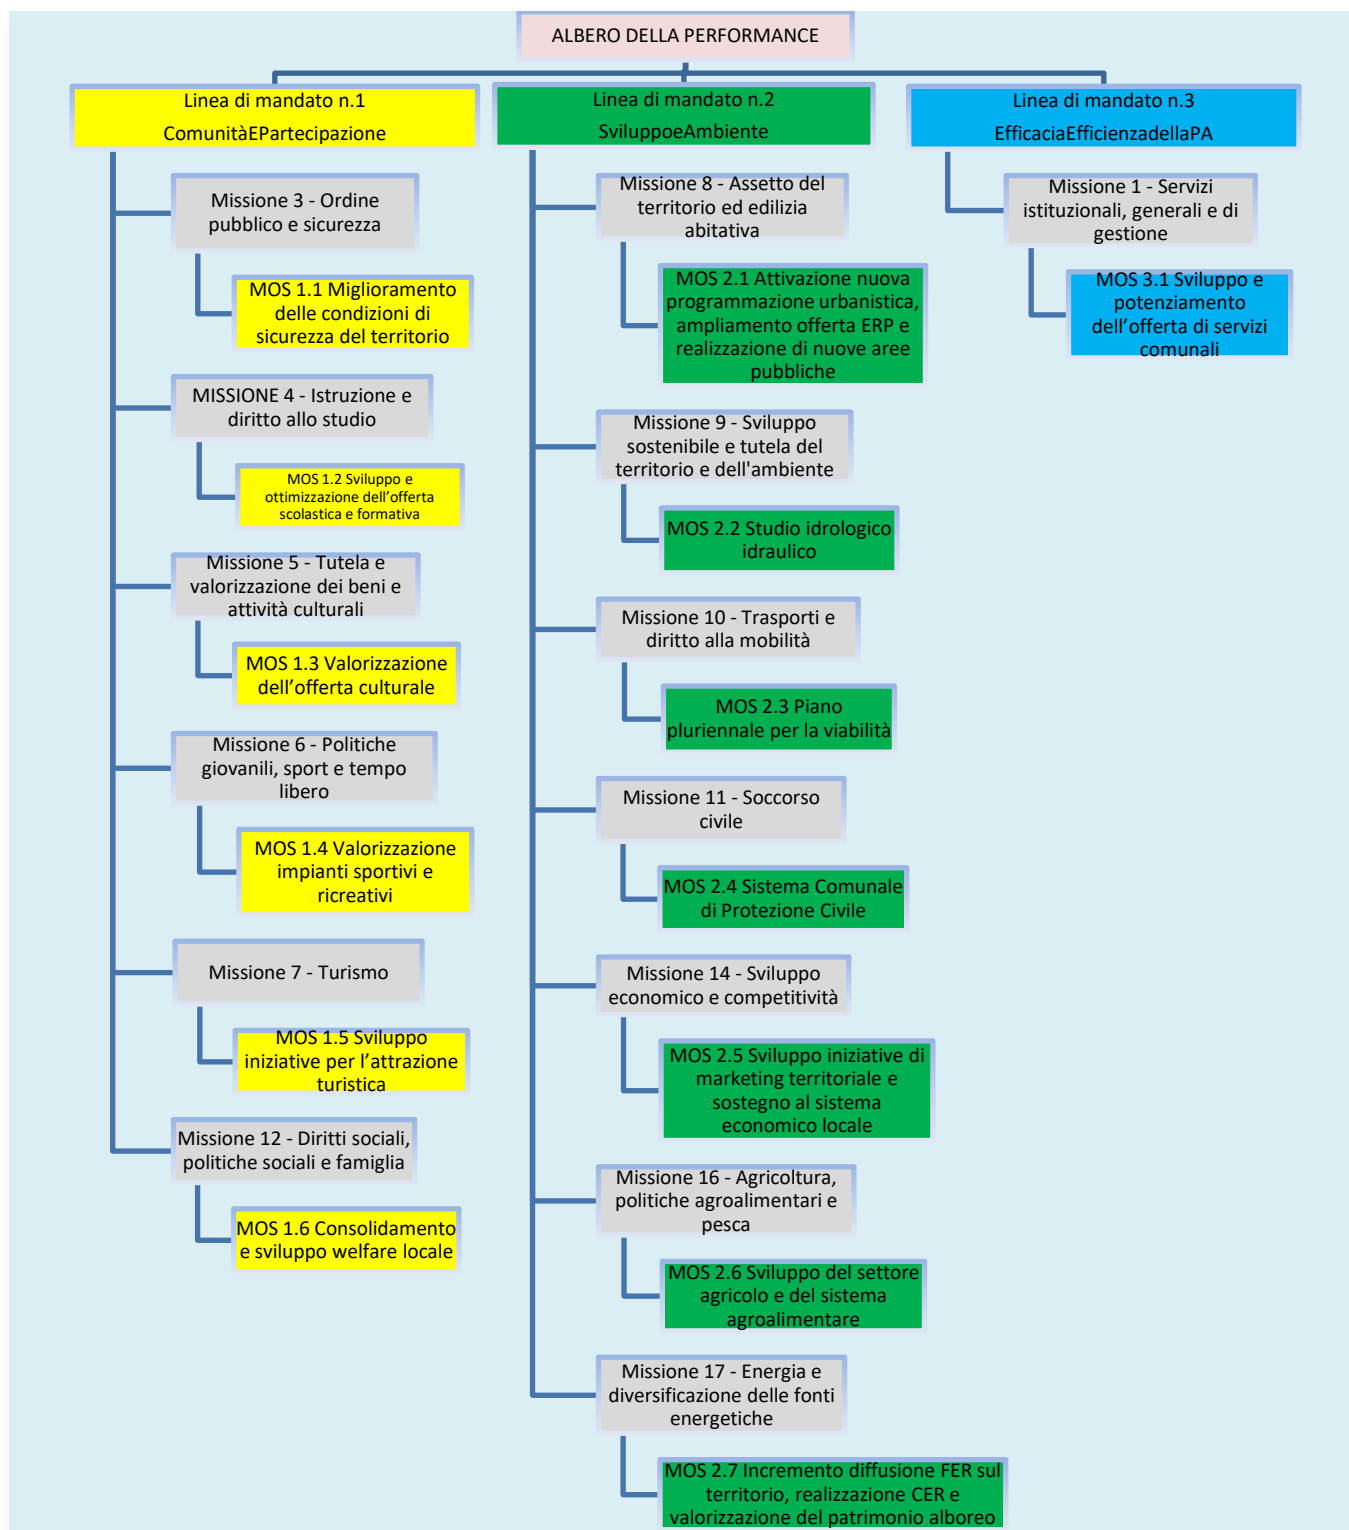 ALBERO DELLA PERFORMANCE
Linea di mandato n.1
ComunitàEPartecipazione
Missione 3 - Ordine
pubblico e sicurezza
MOS 1.1 Miglioramento
delle condizioni di
sicurezza del territorio
MISSIONE 4 - Istruzione e
diritto allo studio
MOS 1.2 Sviluppo e
ottimizzazione dell’offerta
scolastica e formativa
Missione 5 - Tutela e
valorizzazione dei beni e
attività culturali
MOS 1.3 Valorizzazione
dell’offerta culturale
Missione 6 - Politiche
giovanili, sport e tempo
libero
MOS 1.4 Valorizzazione
impianti sportivi e
ricreativi
Missione 7 - Turismo
MOS 1.5 Sviluppo
iniziative per l’attrazione
turistica
Missione 12 - Diritti sociali,
politiche sociali e famiglia
MOS 1.6 Consolidamento
e sviluppo welfare locale
Linea di mandato n.2
SviluppoeAmbiente
Missione 8 - Assetto del
territorio ed edilizia
abitativa
MOS 2.1 Attivazione nuova
programmazione urbanistica,
ampliamento offerta ERP e
realizzazione di nuove aree
pubbliche
Missione 9 - Sviluppo
sostenibile e tutela del
territorio e dell'ambiente
MOS 2.2 Studio idrologico
idraulico
Missione 10 - Trasporti e
diritto alla mobilità
MOS 2.3 Piano
pluriennale per la viabilità
Missione 11 - Soccorso
civile
MOS 2.4 Sistema Comunale
di Protezione Civile
Missione 14 - Sviluppo
economico e competitività
MOS 2.5 Sviluppo iniziative di
marketing territoriale e
sostegno al sistema
economico locale
Missione 16 - Agricoltura,
politiche agroalimentari e
pesca
MOS 2.6 Sviluppo del settore
agricolo e del sistema
agroalimentare
Missione 17 - Energia e
diversificazione delle fonti
energetiche
MOS 2.7 Incremento diffusione FER sul
territorio, realizzazione CER e
valorizzazione del patrimonio alboreo
Linea di mandato n.3
EfficaciaEfficienzadellaPA
Missione 1 - Servizi
istituzionali, generali e di
gestione
MOS 3.1 Sviluppo e
potenziamento
dell’offerta di servizi
comunali